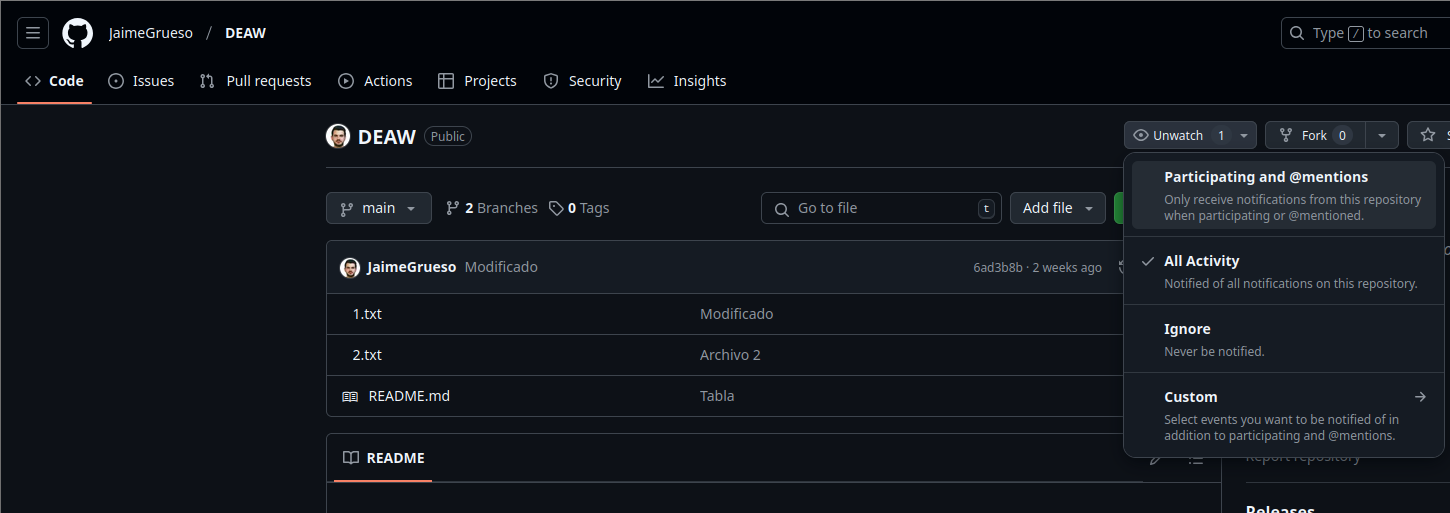 JaimeGrueso / DEAW
Type / to search
Code Issues Pull requests Actions Projects Security Insights
DEAW Public
Unwatch 1 Fork 0
main 2 Branches 0 Tags
Go to file t
Add file
JaimeGrueso Modificado 6ad3b8b · 2 weeks ago
1.txt Modificado
2.txt Archivo 2
README.md Tabla
README
Participating and @mentions
Only receive notifications from this repository
when participating or @mentioned.
All Activity
Notified of all notifications on this repository.
Ignore
Never be notified.
Custom
Select events you want to be notified of in
addition to participating and @mentions.
Report repository
Releases